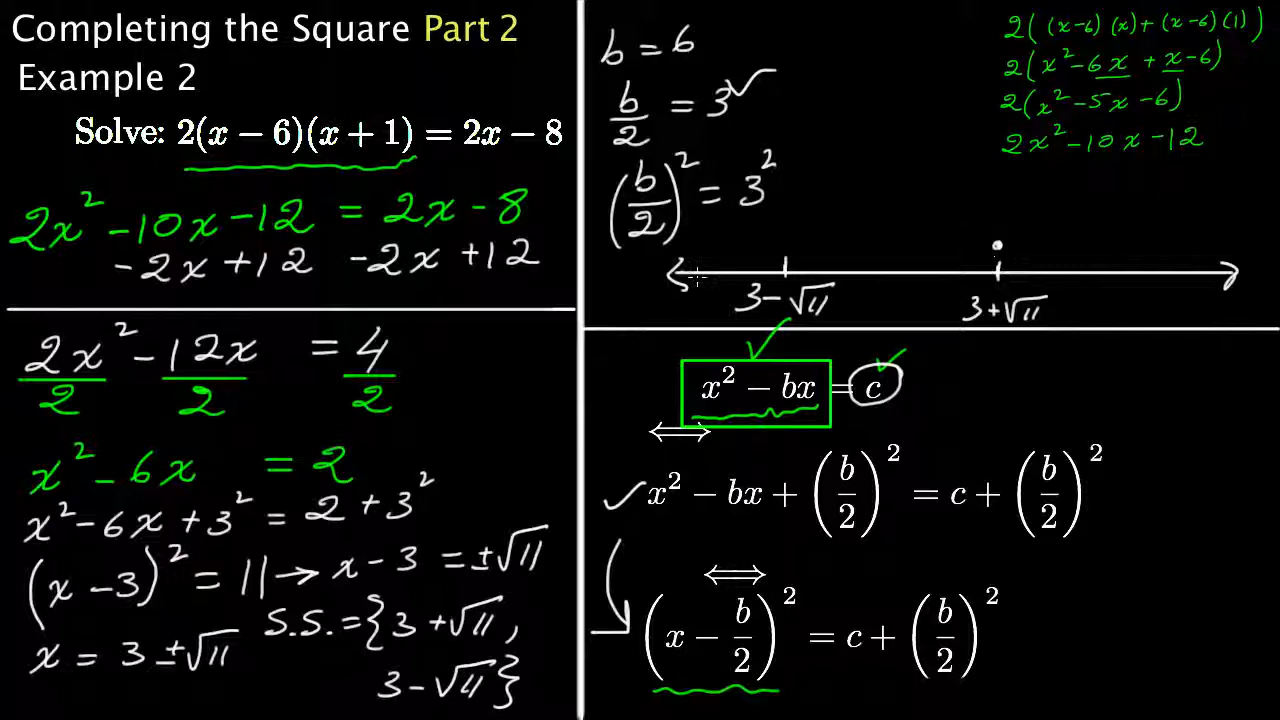 Completing the Square Part 2
Example 2
Solve: 2(x − 6)(x + 1) = 2x − 8
2x² − 10x − 12 = 2x − 8
−2x + 12 −2x + 12
2x² − 12x = 4
2 2 2
x² − 6x = 2
x² − 6x + 3² = 2 + 3²
(x − 3)² = 11 → x − 3 = ±√11
x = 3 ± √11
S.S. = {3 + √11,
3 − √11}
b = 6
b/2 = 3 ✓
(b/2)² = 3²
2((x−6)(x) + (x−6)(1))
2(x² − 6x + x − 6)
2(x² − 5x − 6)
2x² − 10x − 12
3 − √11 3 + √11
x² − bx = c
⟺
x² − bx + (b/2)² = c + (b/2)²
⟺
(x − b/2)² = c + (b/2)²